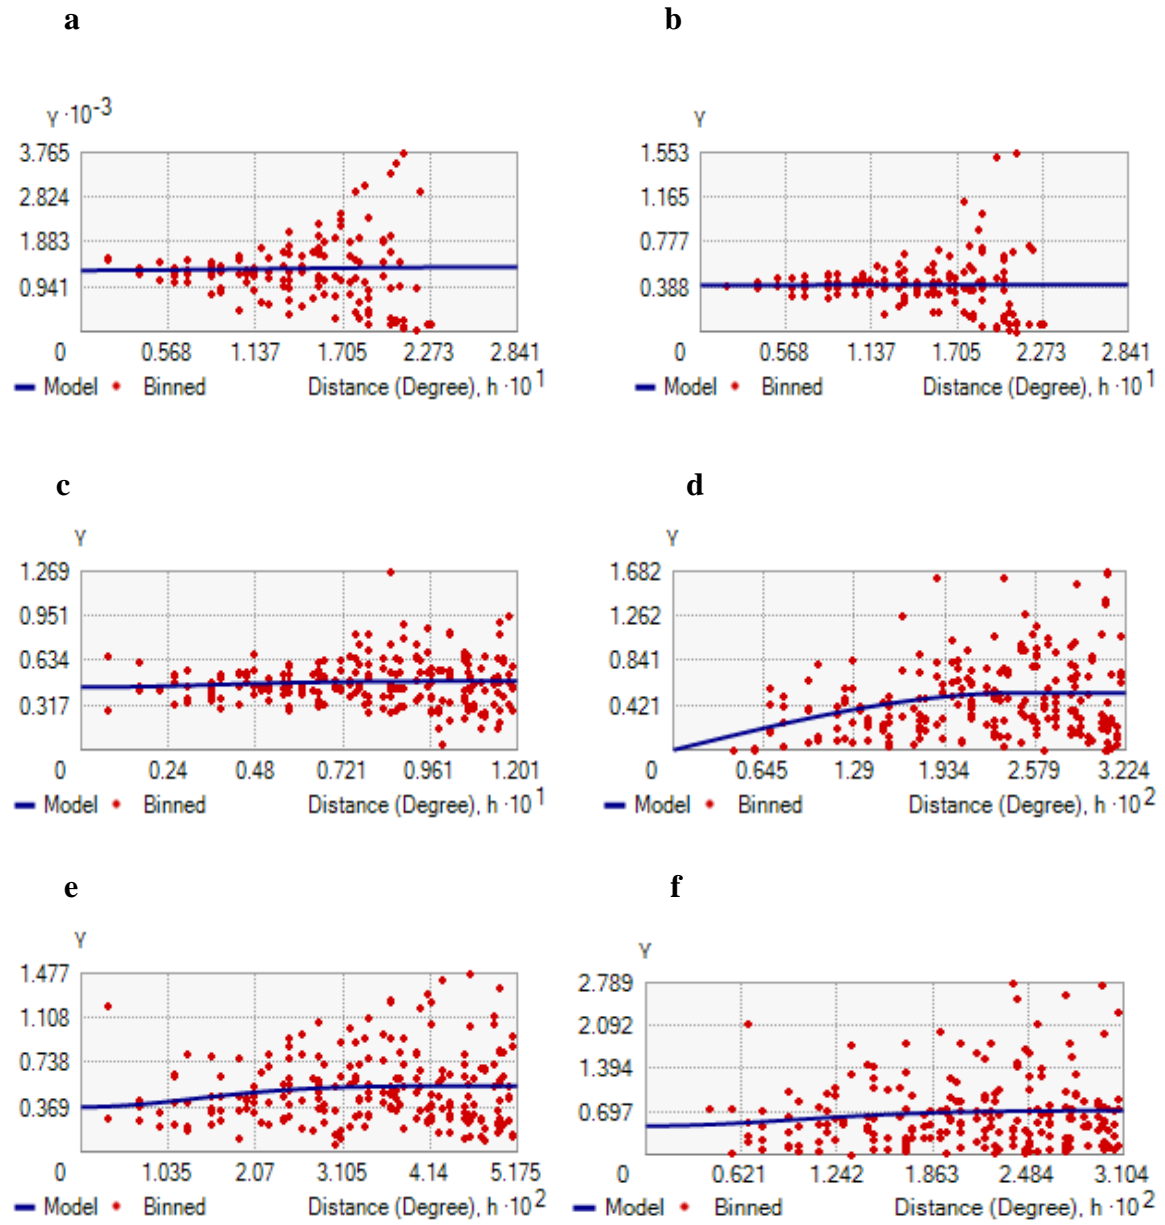 a
b
γ ·10-3
3.765
2.824
1.883
0.941
0
0.568
1.137
1.705
2.273
2.841
Model
Binned
Distance (Degree), h ·10 1
γ
1.553
1.165
0.777
0.388
0
0.568
1.137
1.705
2.273
2.841
Model
Binned
Distance (Degree), h ·10 1
c
d
γ
1.269
0.951
0.634
0.317
0
0.24
0.48
0.721
0.961
1.201
Model
Binned
Distance (Degree), h ·10 1
γ
1.682
1.262
0.841
0.421
0
0.645
1.29
1.934
2.579
3.224
Model
Binned
Distance (Degree), h ·10 2
e
f
γ
1.477
1.108
0.738
0.369
0
1.035
2.07
3.105
4.14
5.175
Model
Binned
Distance (Degree), h ·10 2
γ
2.789
2.092
1.394
0.697
0
0.621
1.242
1.863
2.484
3.104
Model
Binned
Distance (Degree), h ·10 2